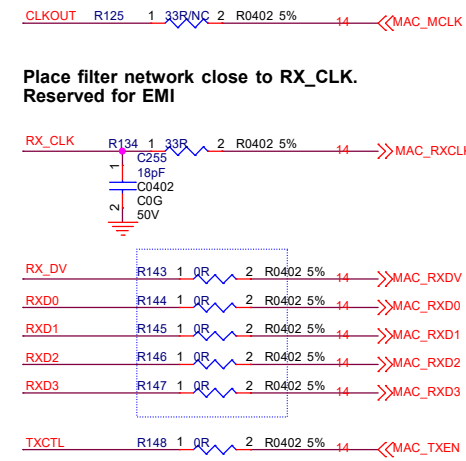 CLKOUT R125 1 33R/NC 2 R0402 5% 14 MAC_MCLK
Place filter network close to RX_CLK.
Reserved for EMI
RX_CLK R134 1 33R 2 R0402 5% 14 MAC_RXCLK
1 C255
18pF
C0402
2 C0G
50V
RX_DV R143 1 0R 2 R0402 5% 14 MAC_RXDV
RXD0 R144 1 0R 2 R0402 5% 14 MAC_RXD0
RXD1 R145 1 0R 2 R0402 5% 14 MAC_RXD1
RXD2 R146 1 0R 2 R0402 5% 14 MAC_RXD2
RXD3 R147 1 0R 2 R0402 5% 14 MAC_RXD3
TXCTL R148 1 0R 2 R0402 5% 14 MAC_TXEN